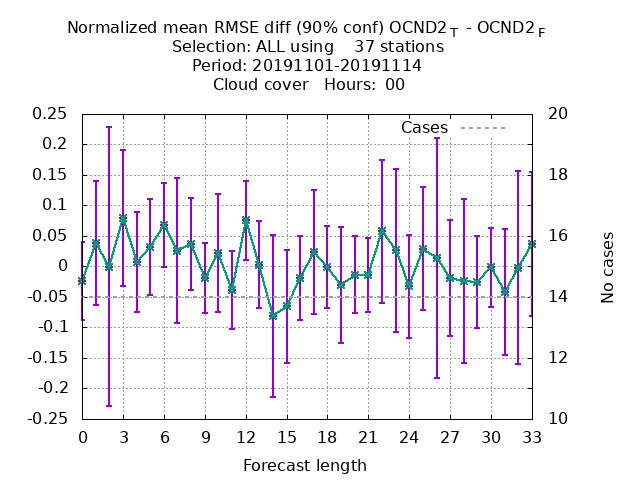 Normalized mean RMSE diff (90% conf) OCND2 T - OCND2 F
Selection: ALL using 37 stations
Period: 20191101-20191114
Cloud cover Hours: 00
Cases
0.25
0.2
0.15
0.1
0.05
0
-0.05
-0.1
-0.15
-0.2
-0.25
20
18
16
14
12
10
No cases
0 3 6 9 12 15 18 21 24 27 30 33
Forecast length